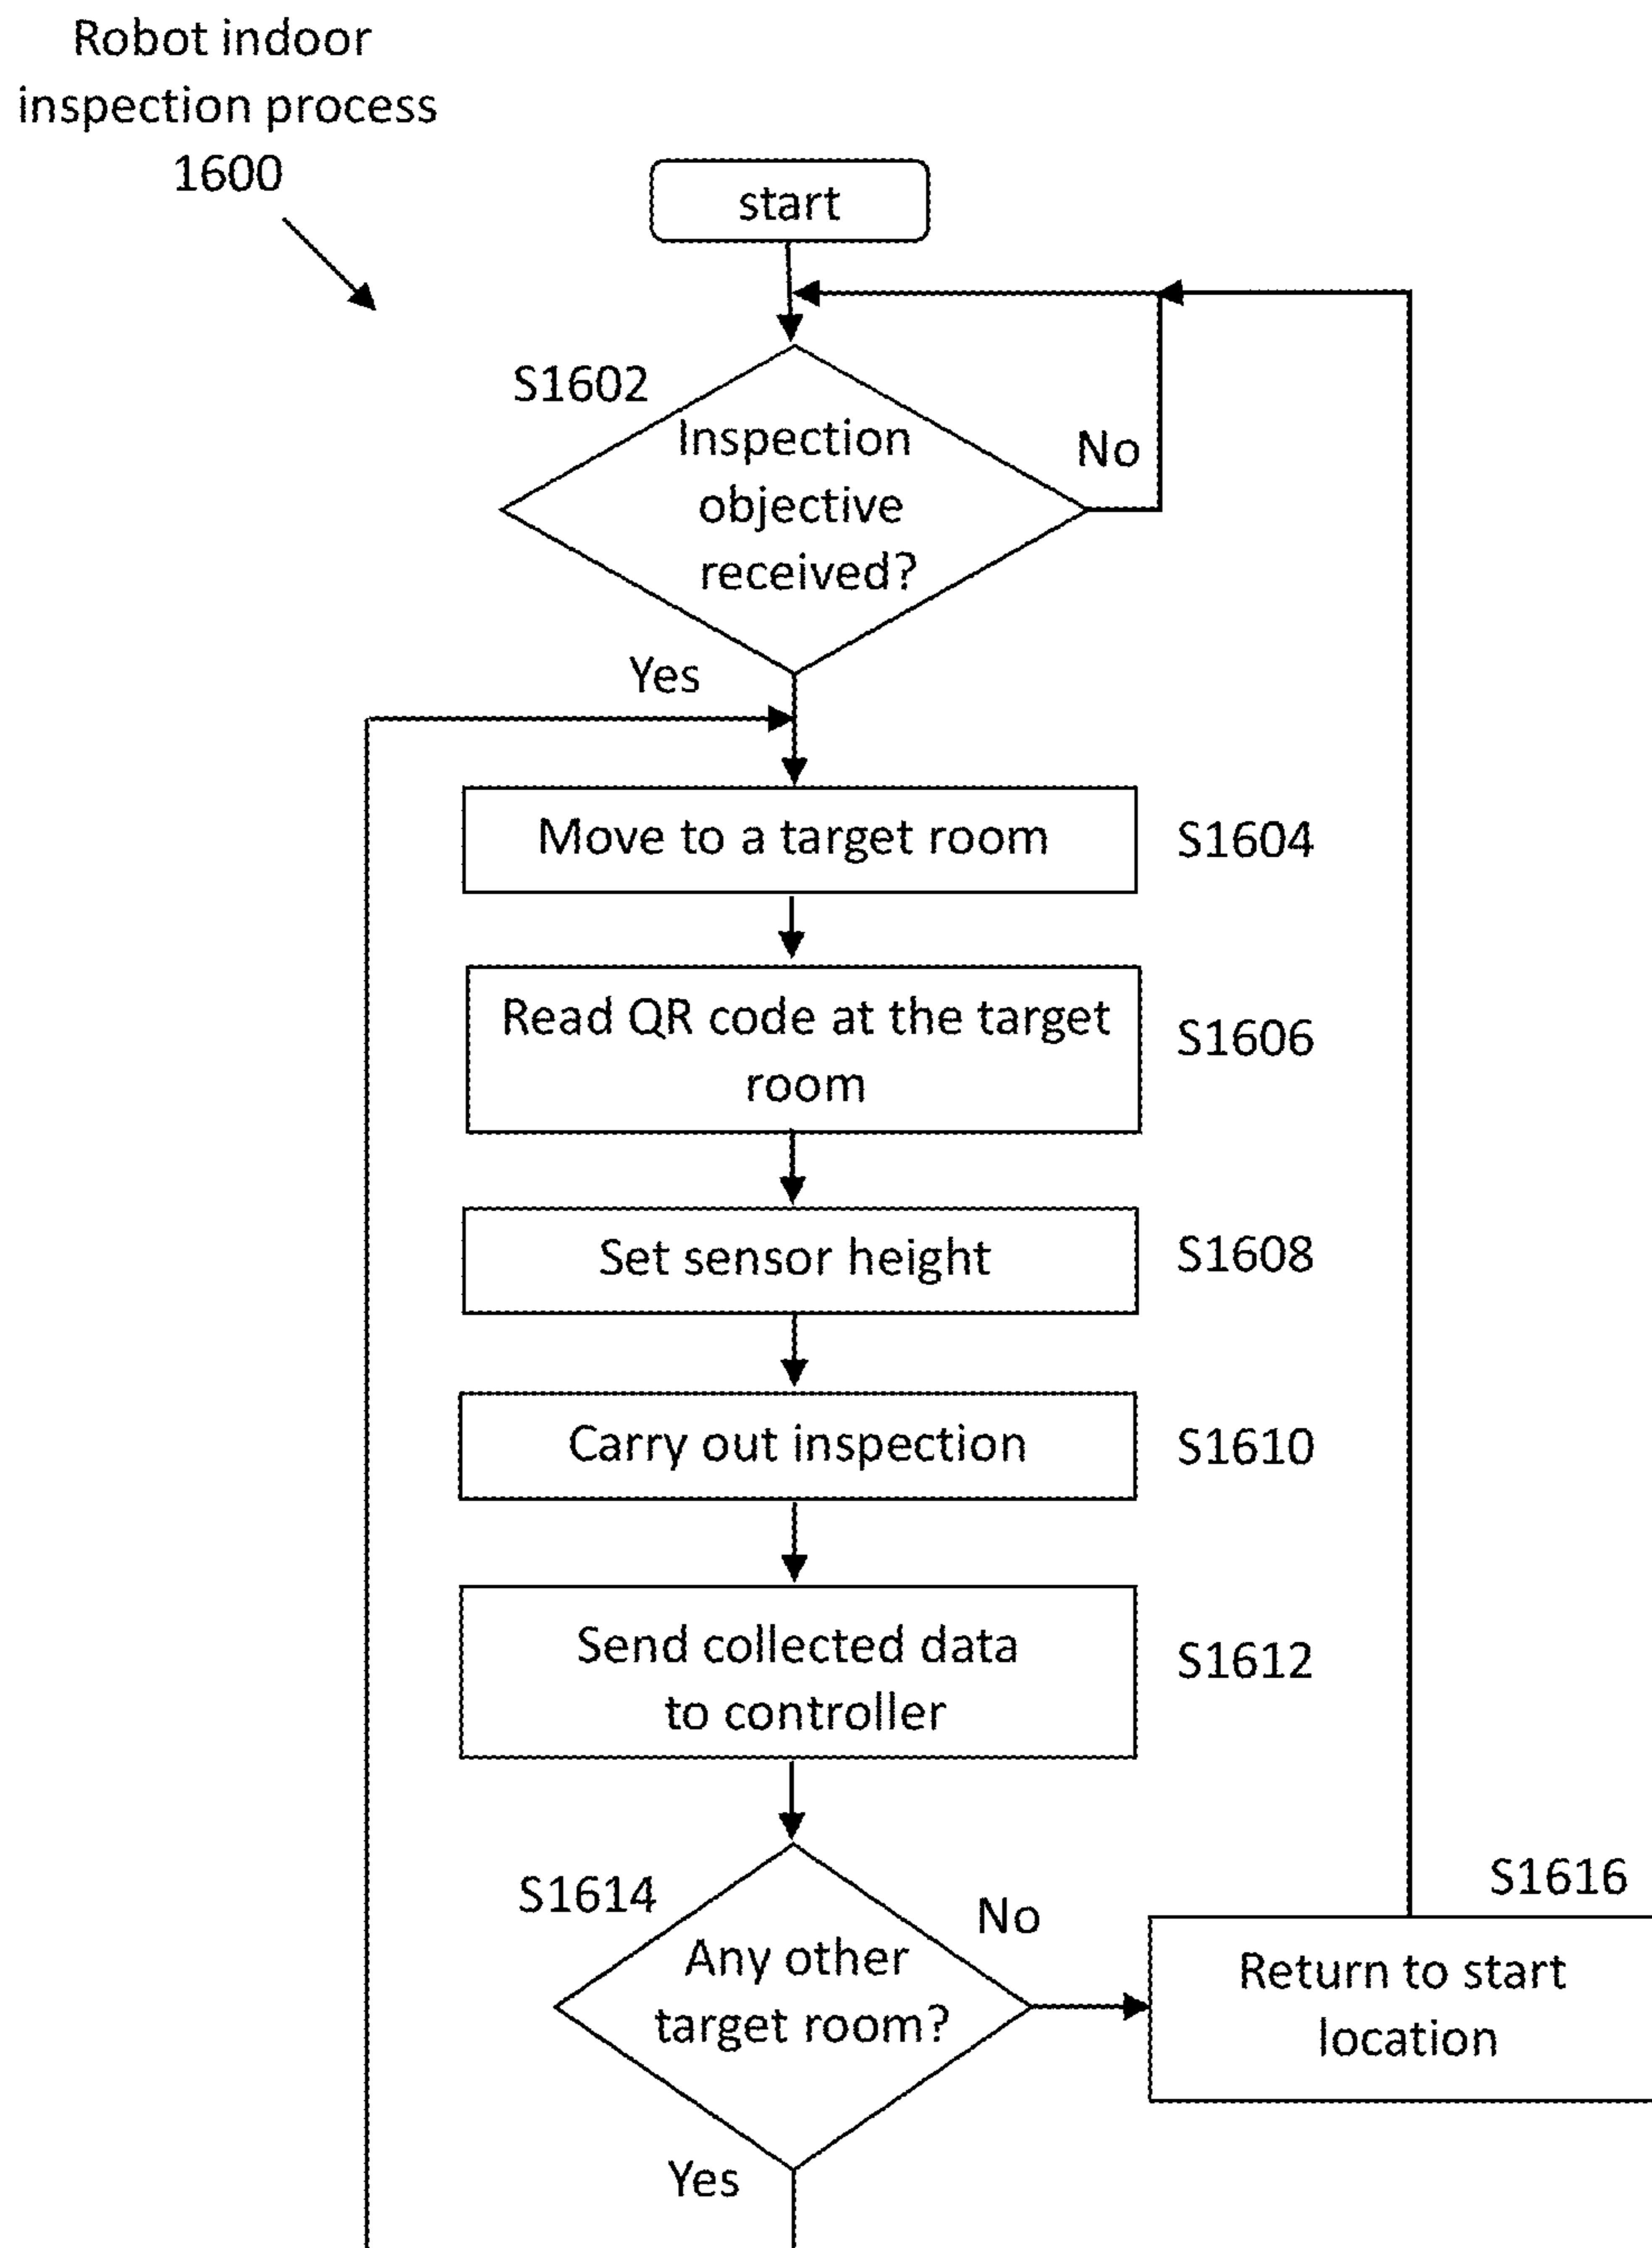 Robot indoor
inspection process
1600
start
S1602
Inspection
objective
received?
No
Yes
Move to a target room
S1604
Read QR code at the target
room
S1606
Set sensor height
S1608
Carry out inspection
S1610
Send collected data
to controller
S1612
S1614
Any other
target room?
No
S1616
Return to start
location
Yes